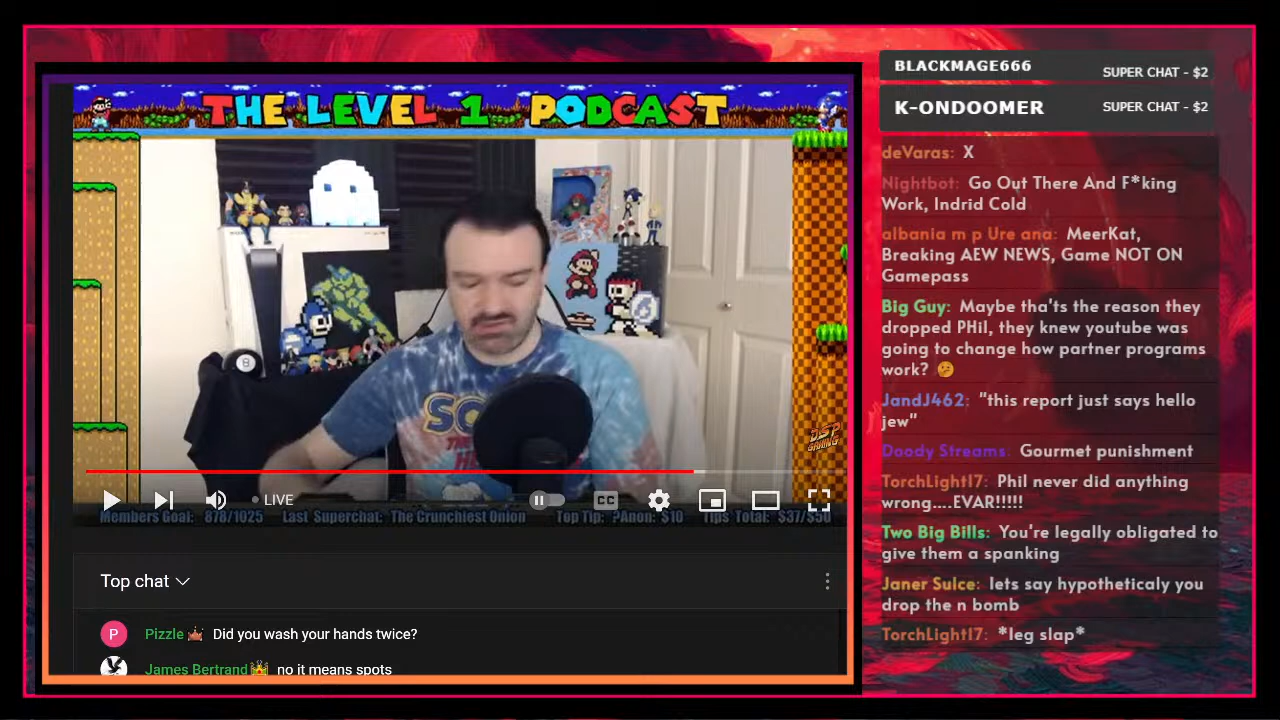 THE LEVEL 1 PODCAST
8
SO
DSP
GAMING
LIVE
CC
Members Goal: 878/1025 Last Superchat: The Crunchiest Onion Top Tip: ?Anon: $10 Tips Total: $37/$50
Top chat
P Pizzle Did you wash your hands twice?
James Bertrand no it means spots
BLACKMAGE666 SUPER CHAT - $2
K-ONDOOMER SUPER CHAT - $2
deVaras: X
Nightbot: Go Out There And F*king
Work, Indrid Cold
albania m p Ure ana: MeerKat,
Breaking AEW NEWS, Game NOT ON
Gamepass
Big Guy: Maybe tha'ts the reason they
dropped PHil, they knew youtube was
going to change how partner programs
work? 🤔
JandJ462: "this report just says hello
jew"
Doody Streams: Gourmet punishment
TorchLight17: Phil never did anything
wrong....EVAR!!!!!
Two Big Bills: You're legally obligated to
give them a spanking
Janer Sulce: lets say hypotheticaly you
drop the n bomb
TorchLight17: *leg slap*